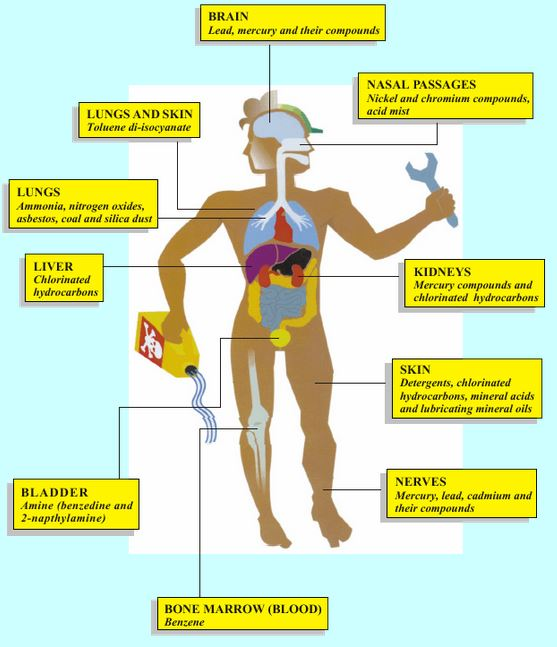 BRAIN
Lead, mercury and their compounds
NASAL PASSAGES
Nickel and chromium compounds,
acid mist
LUNGS AND SKIN
Toluene di-isocyanate
LUNGS
Ammonia, nitrogen oxides,
asbestos, coal and silica dust
LIVER
Chlorinated
hydrocarbons
KIDNEYS
Mercury compounds and
chlorinated hydrocarbons
SKIN
Detergents, chlorinated
hydrocarbons, mineral acids
and lubricating mineral oils
BLADDER
Amine (benzedine and
2-napthylamine)
NERVES
Mercury, lead, cadmium and
their compounds
BONE MARROW (BLOOD)
Benzene